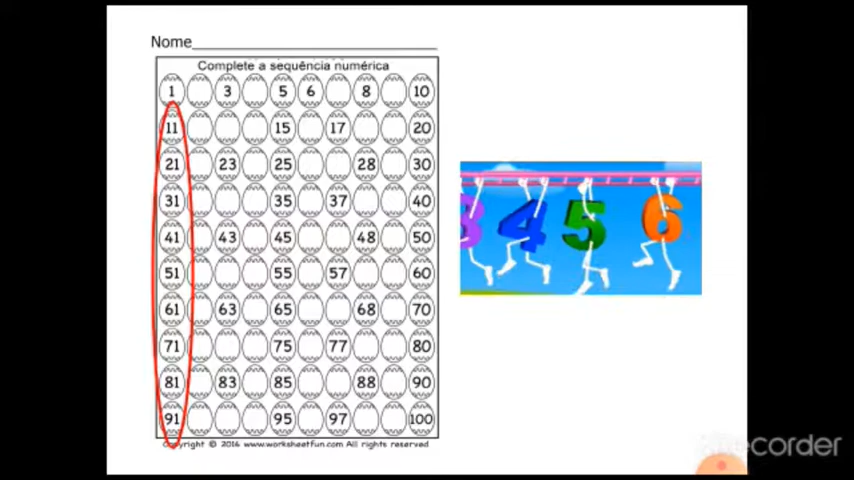 Nome
Complete a sequência numérica
1 3 5 6 8 10
11 15 17 20
21 23 25 28 30
31 35 37 40
41 43 45 48 50
51 55 57 60
61 63 65 68 70
71 75 77 80
81 83 85 88 90
91 95 97 100
Copyright © 2016 www.worksheetfun.com All rights reserved
3 4 5 6